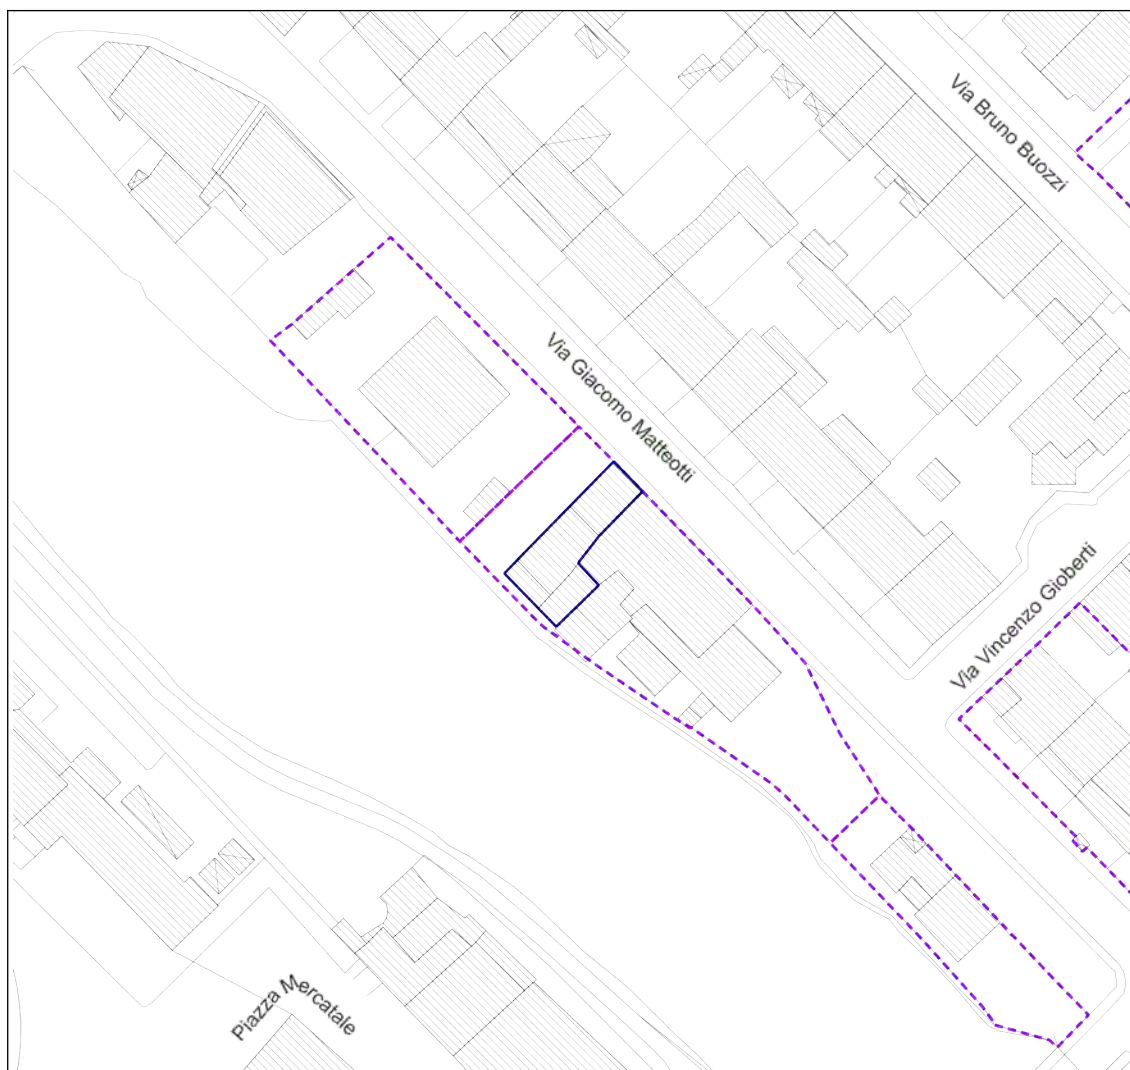 Via Bruno Buozzi
Via Giacomo Matteotti
Via Vincenzo Gioberti
Piazza Mercatale